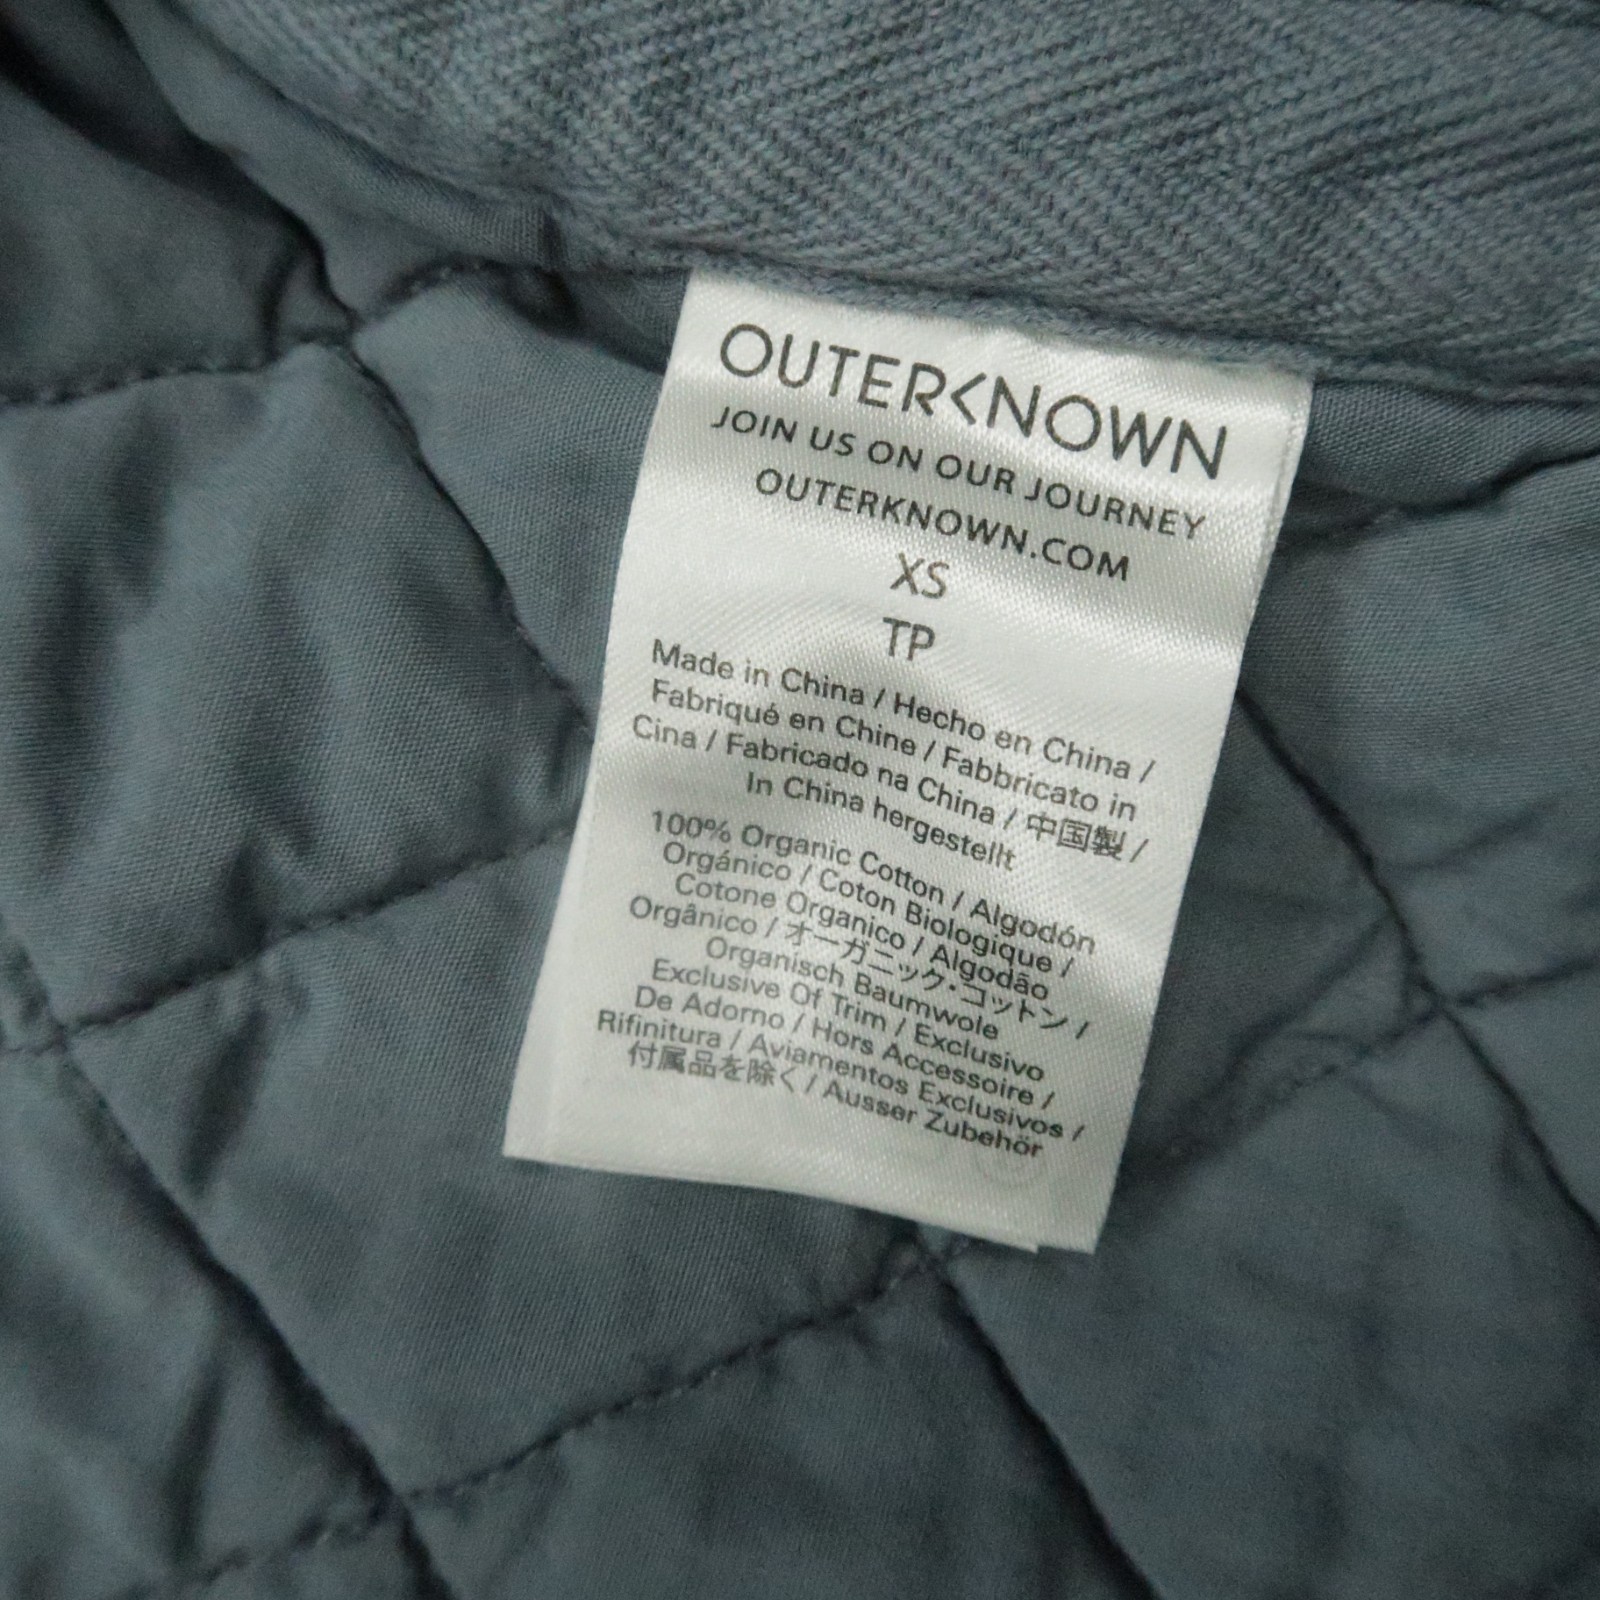 OUTERKNOWN
JOIN US ON OUR JOURNEY
OUTERKNOWN.COM
XS
TP
Made in China / Hecho en China /
Fabriqué en Chine / Fabbricato in
Cina / Fabricado na China / 中国製 /
In China hergestellt
100% Organic Cotton / Algodón
Orgánico / Coton Biologique /
Cotone Organico / Algodão
Orgânico / オーガニック・コットン /
Organisch Baumwole
Exclusive Of Trim / Exclusivo
De Adorno / Hors Accessoire /
Rifinitura / Aviamentos Exclusivos /
付属品を除く / Ausser Zubehör